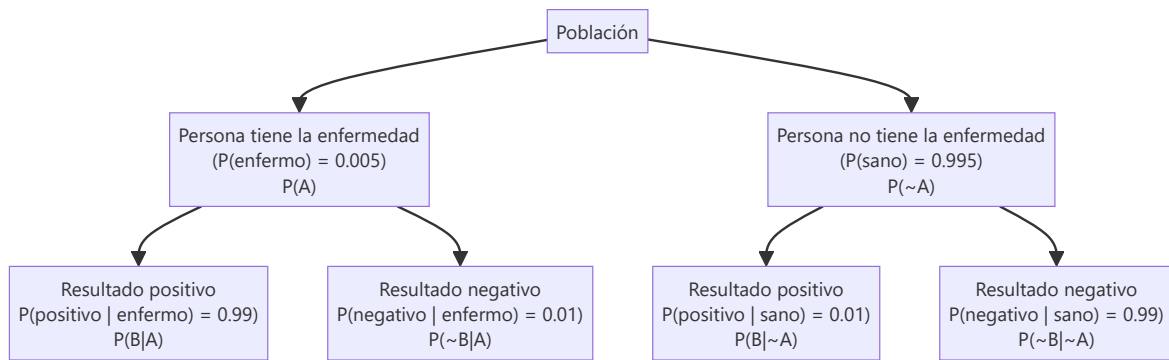 Población
Persona tiene la enfermedad
(P(enfermo) = 0.005)
P(A)
Persona no tiene la enfermedad
(P(sano) = 0.995)
P(~A)
Resultado positivo
P(positivo | enfermo) = 0.99)
P(B|A)
Resultado negativo
P(negativo | enfermo) = 0.01)
P(~B|A)
Resultado positivo
P(positivo | sano) = 0.01)
P(B|~A)
Resultado negativo
P(negativo | sano) = 0.99)
P(~B|~A)